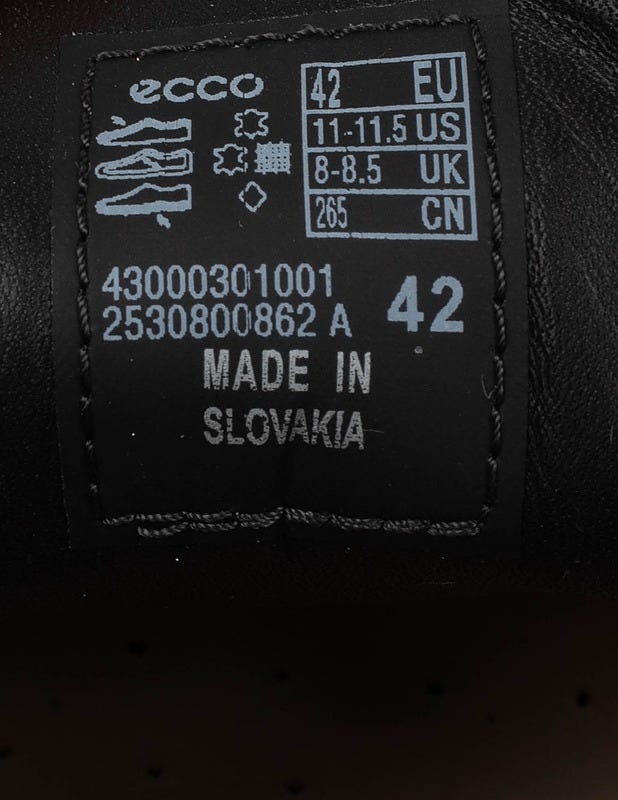 ecco
42 EU
11-11.5 US
8-8.5 UK
265 CN
43000301001
2530800862 A
42
MADE IN
SLOVAKIA